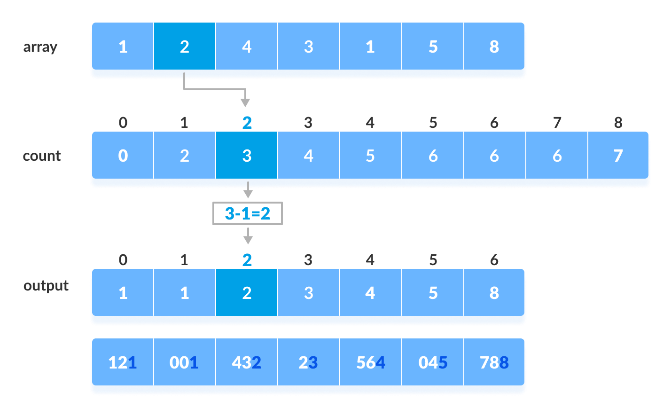 array 1 2 4 3 1 5 8
0 1 2 3 4 5 6 7 8
count 0 2 3 4 5 6 6 6 7
3-1=2
0 1 2 3 4 5 6
output 1 1 2 3 4 5 8
121 001 432 23 564 045 788